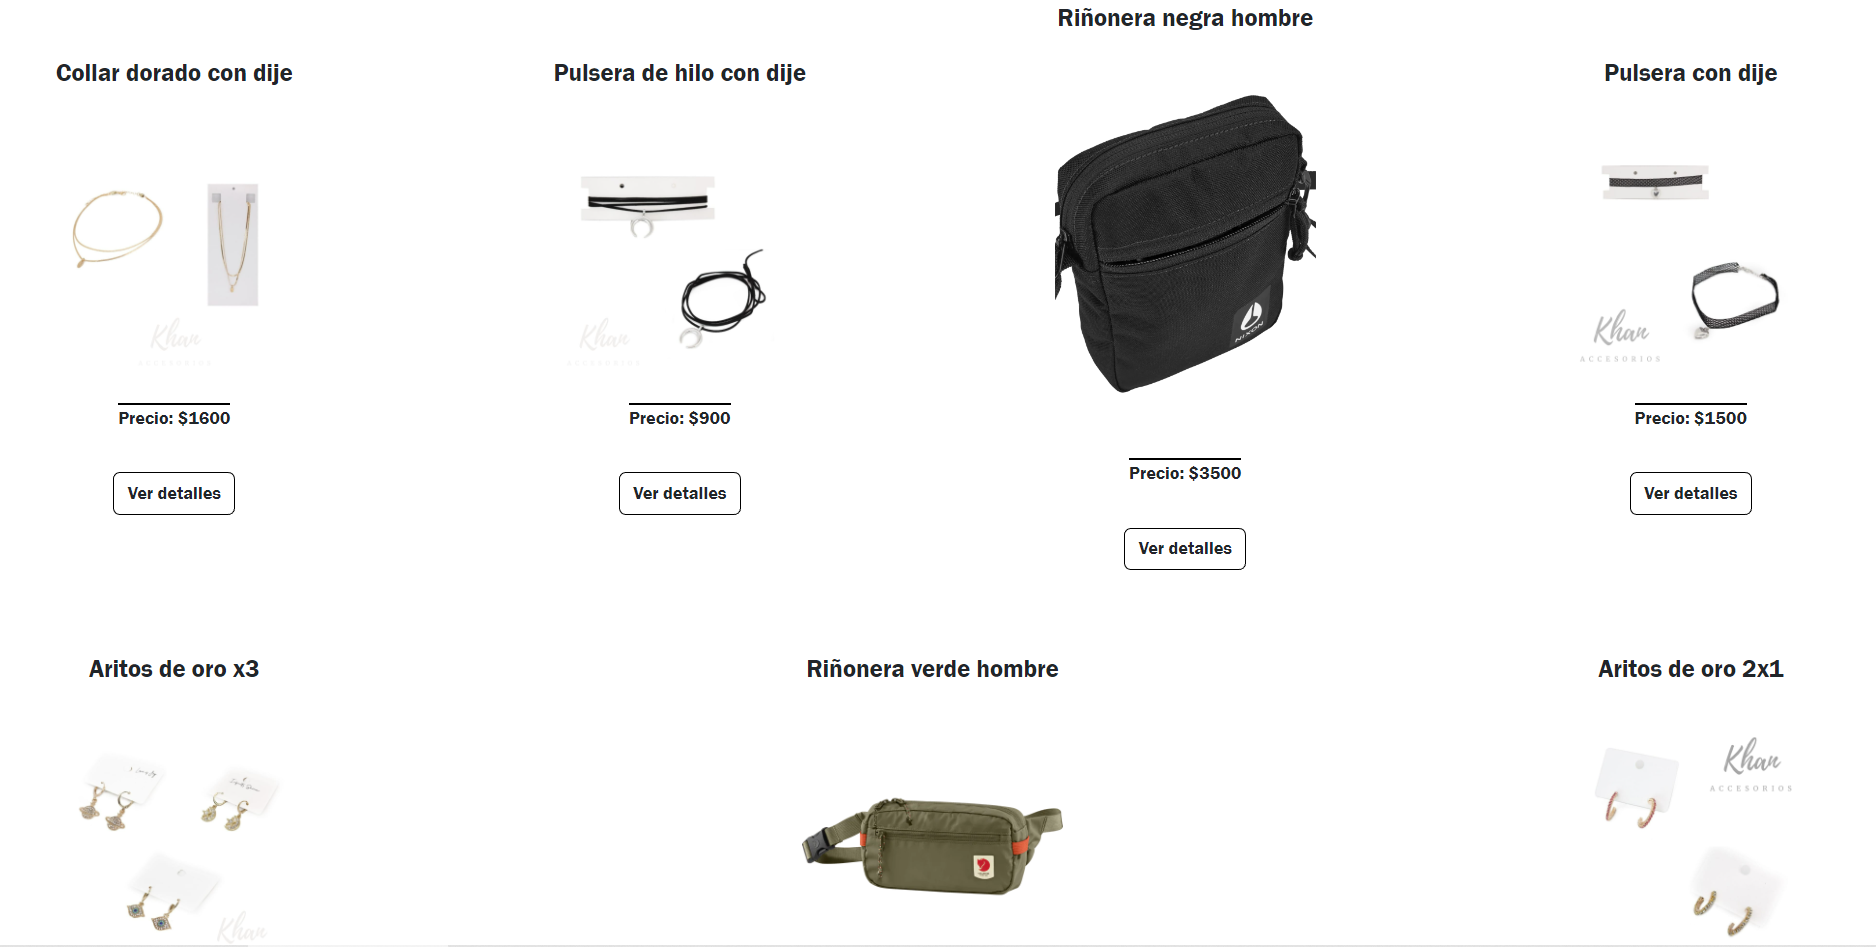 Riñonera negra hombre
Collar dorado con dije
Pulsera de hilo con dije
Pulsera con dije
Khan
ACCESORIOS
Khan
ACCESORIOS
NIXON
Khan
ACCESORIOS
Precio: $1600
Precio: $900
Precio: $3500
Precio: $1500
Ver detalles
Ver detalles
Ver detalles
Ver detalles
Aritos de oro x3
Riñonera verde hombre
Aritos de oro 2x1
Khan
Khan
ACCESORIOS